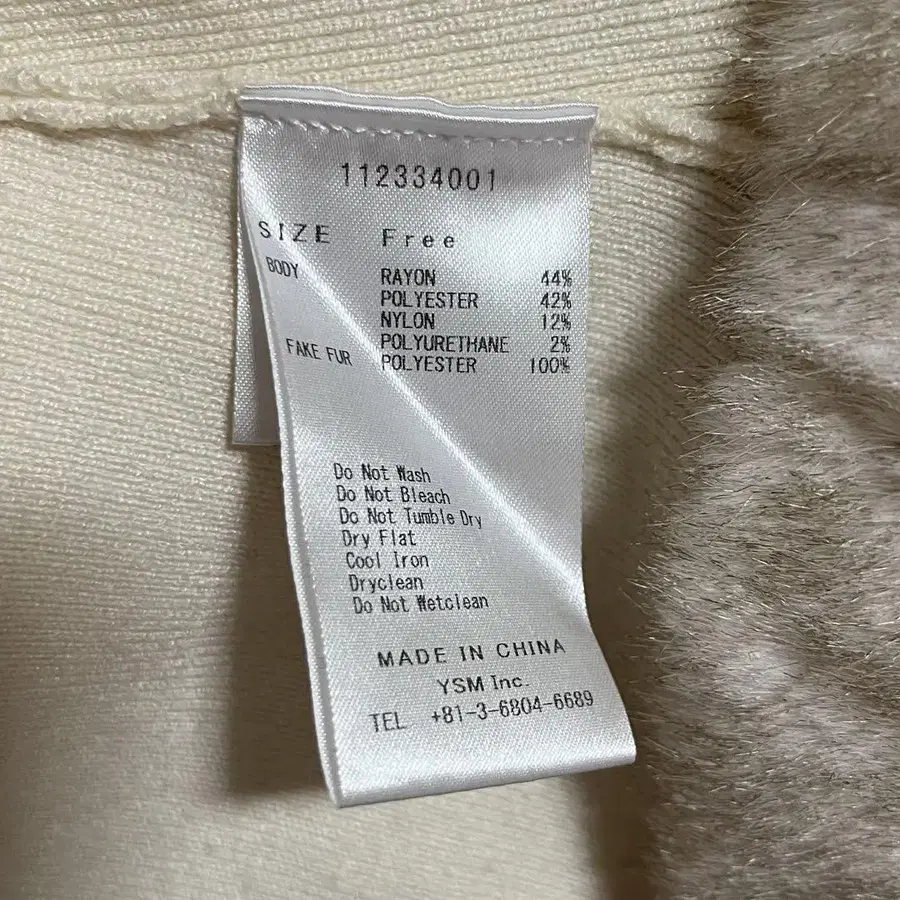 112334001
SIZE Free
BODY RAYON 44%
POLYESTER 42%
NYLON 12%
POLYURETHANE 2%
FAKE FUR POLYESTER 100%
Do Not Wash
Do Not Bleach
Do Not Tumble Dry
Dry Flat
Cool Iron
Dryclean
Do Not Wetclean
MADE IN CHINA
YSM Inc.
TEL +81-3-6804-6689